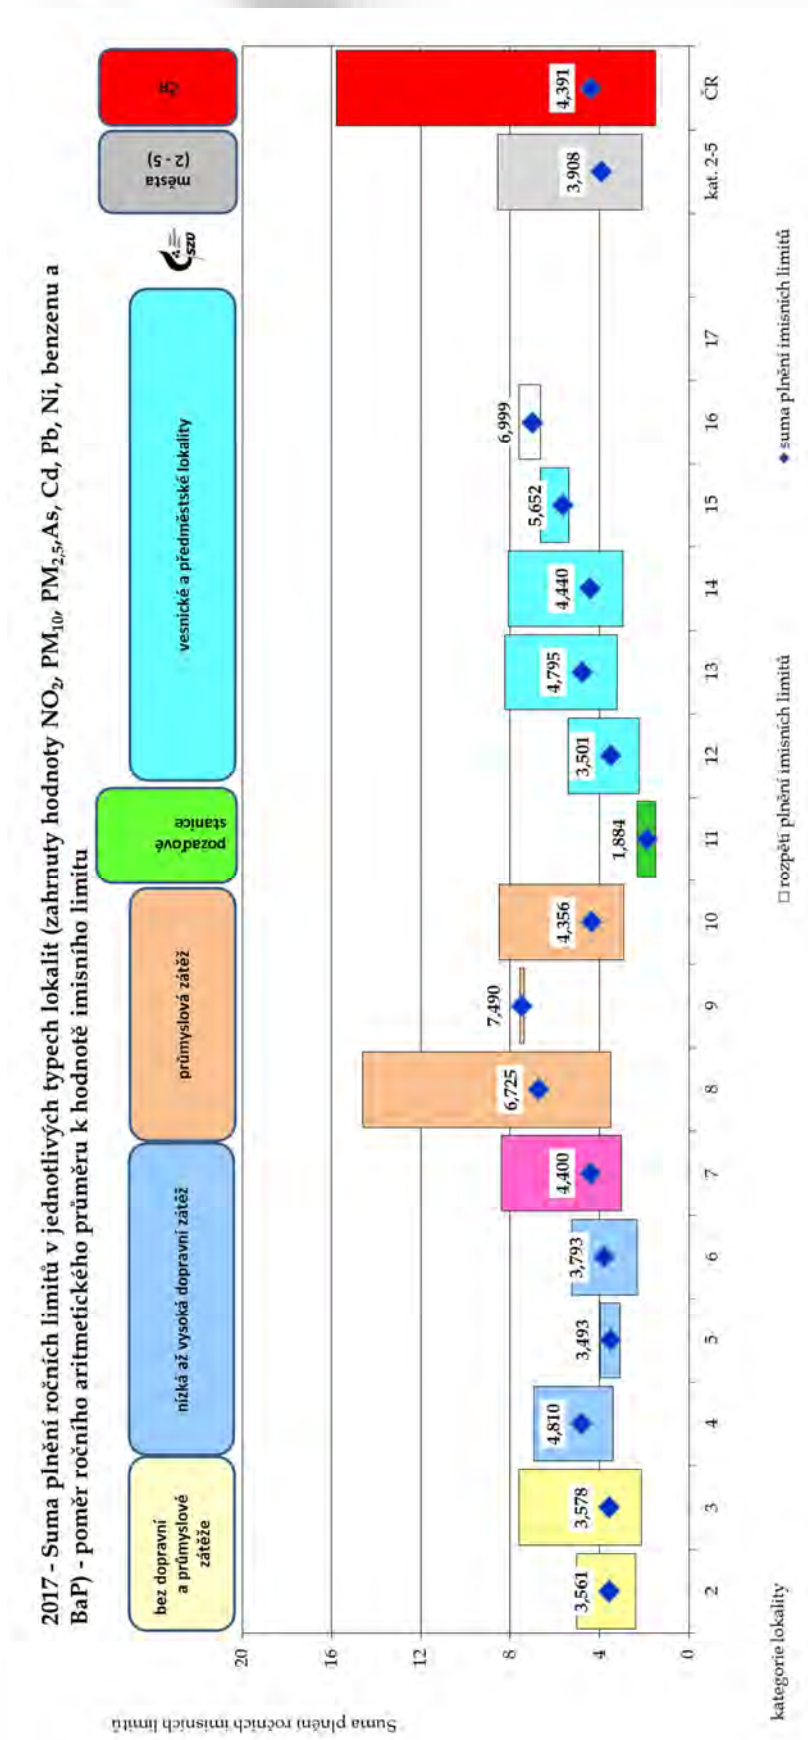 2017 - Suma plnění ročních limitů v jednotlivých typech lokalit (zahrnuty hodnoty NO2, PM10, PM2,5,As, Cd, Pb, Ni, benzenu a
BaP) - poměr ročního aritmetického průměru k hodnotě imisního limitu
bez dopravní
a průmyslové
zátěže
nízká až vysoká dopravní zátěž
průmyslová zátěž
pozaďové
stanice
vesnické a předměstské lokality
SZÚ
města
(2 - 5)
ČR
Suma plnění ročních imisních limitů
20
16
12
8
4
0
3,561
3,578
4,810
3,493
3,793
4,400
6,725
7,490
4,356
1,884
3,501
4,795
4,440
5,652
6,999
3,908
4,391
2
3
4
5
6
7
8
9
10
11
12
13
14
15
16
17
kat. 2-5
ČR
kategorie lokality
rozpětí plnění imisních limitů
suma plnění imisních limitů